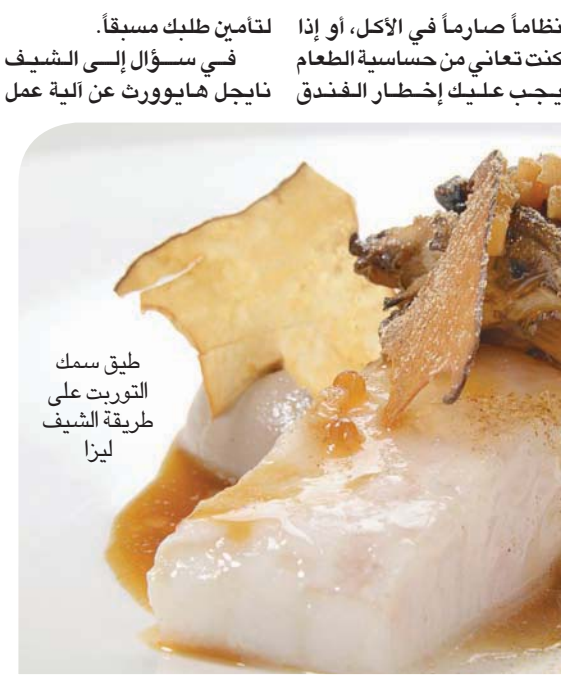 نظاماً صارماً في الأكل، أو إذا
كنت تعاني من حساسية الطعام
يجب عليك إخطار الفندق
لتأمين طلبك مسبقاً.
في سؤال إلى الشيف
نايجل هايوورث عن آلية عمل
طيق سمك
التوربت على
طريقة الشيف
ليزا